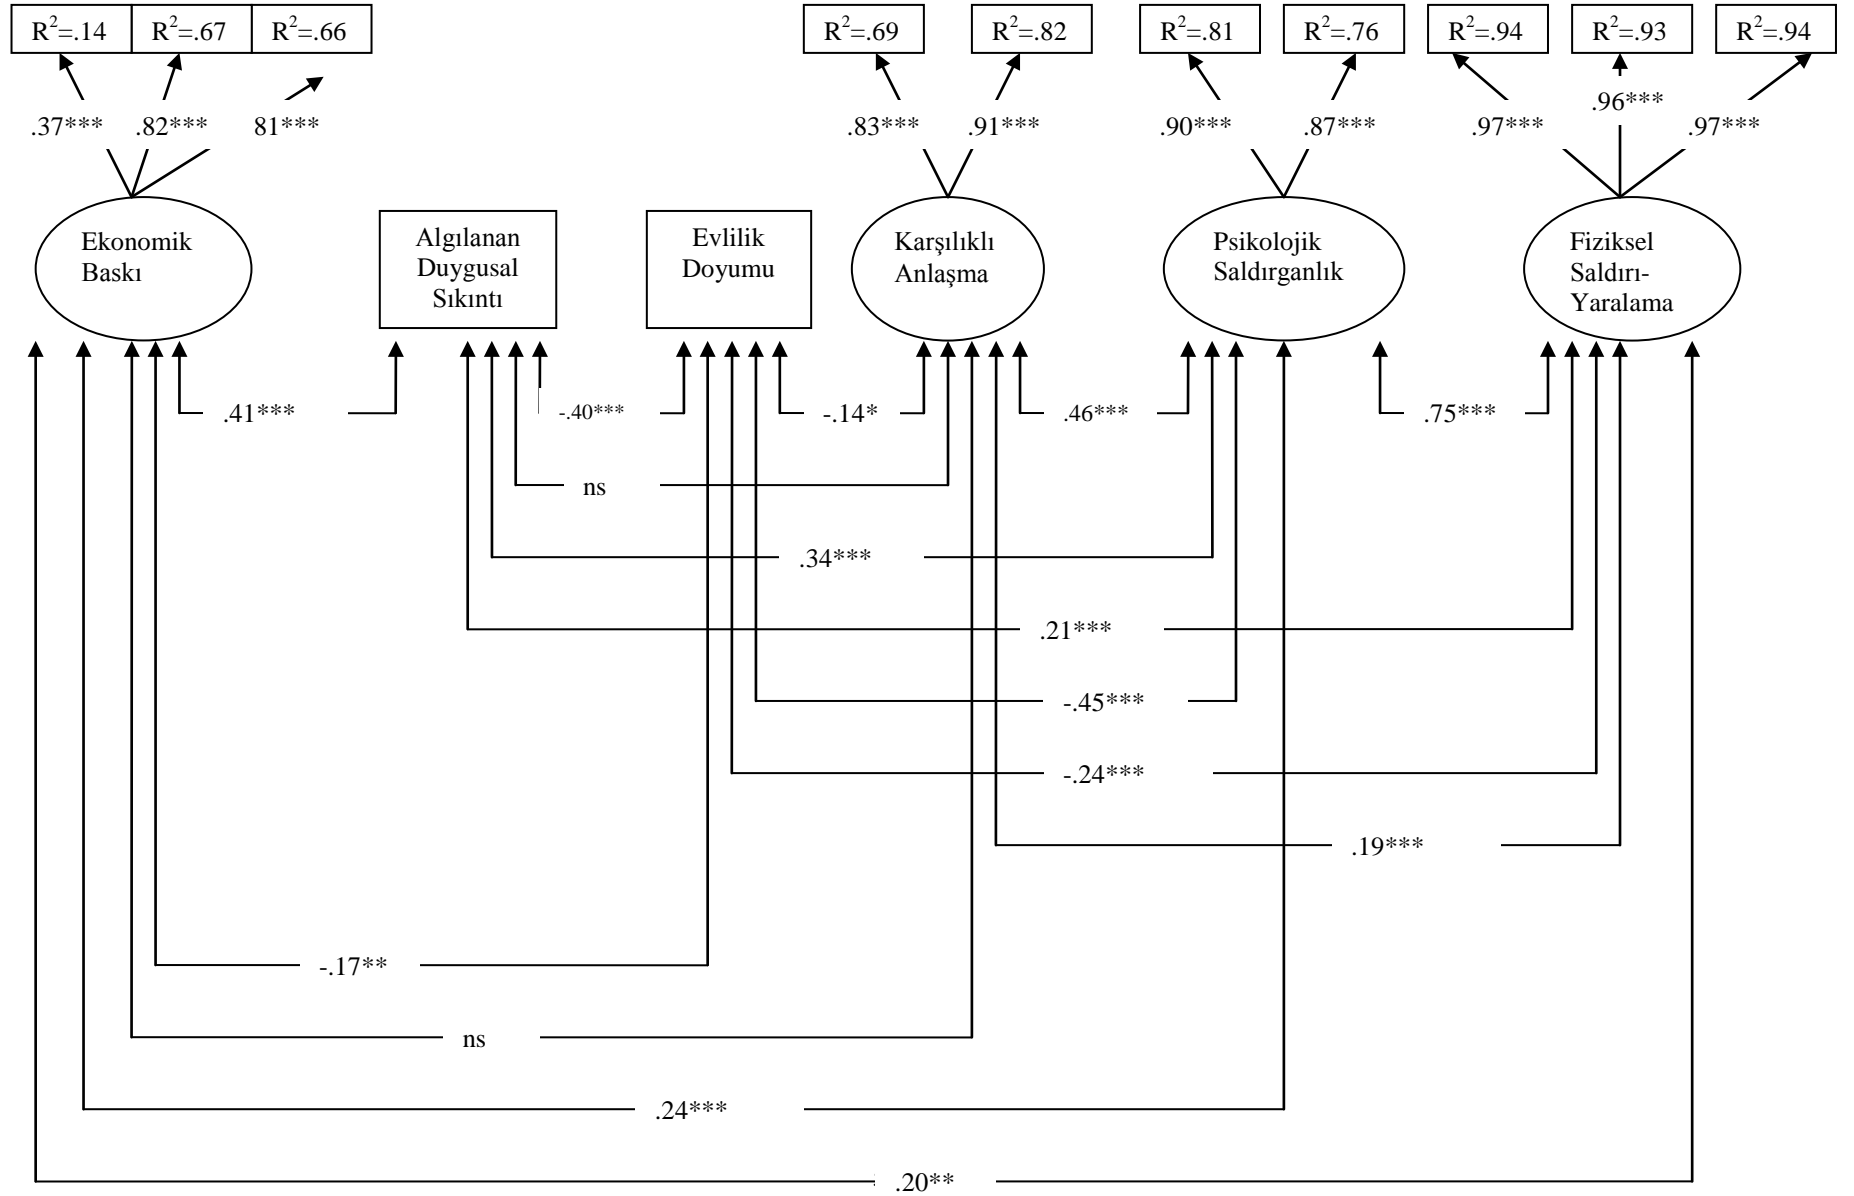 R²=.14 R²=.67 R²=.66 R²=.69 R²=.82 R²=.81 R²=.76 R²=.94 R²=.93 R²=.94
.96***
.37*** .82*** 81*** .83*** .91*** .90*** .87*** .97*** .97***
Ekonomik
Baskı
Algılanan
Duygusal
Sıkıntı
Evlilik
Doyumu
Karşılıklı
Anlaşma
Psikolojik
Saldırganlık
Fiziksel
Saldırı-
Yaralama
.41*** -.40*** -.14* .46*** .75***
ns
.34***
.21***
-.45***
-.24***
.19***
-.17**
ns
.24***
.20**